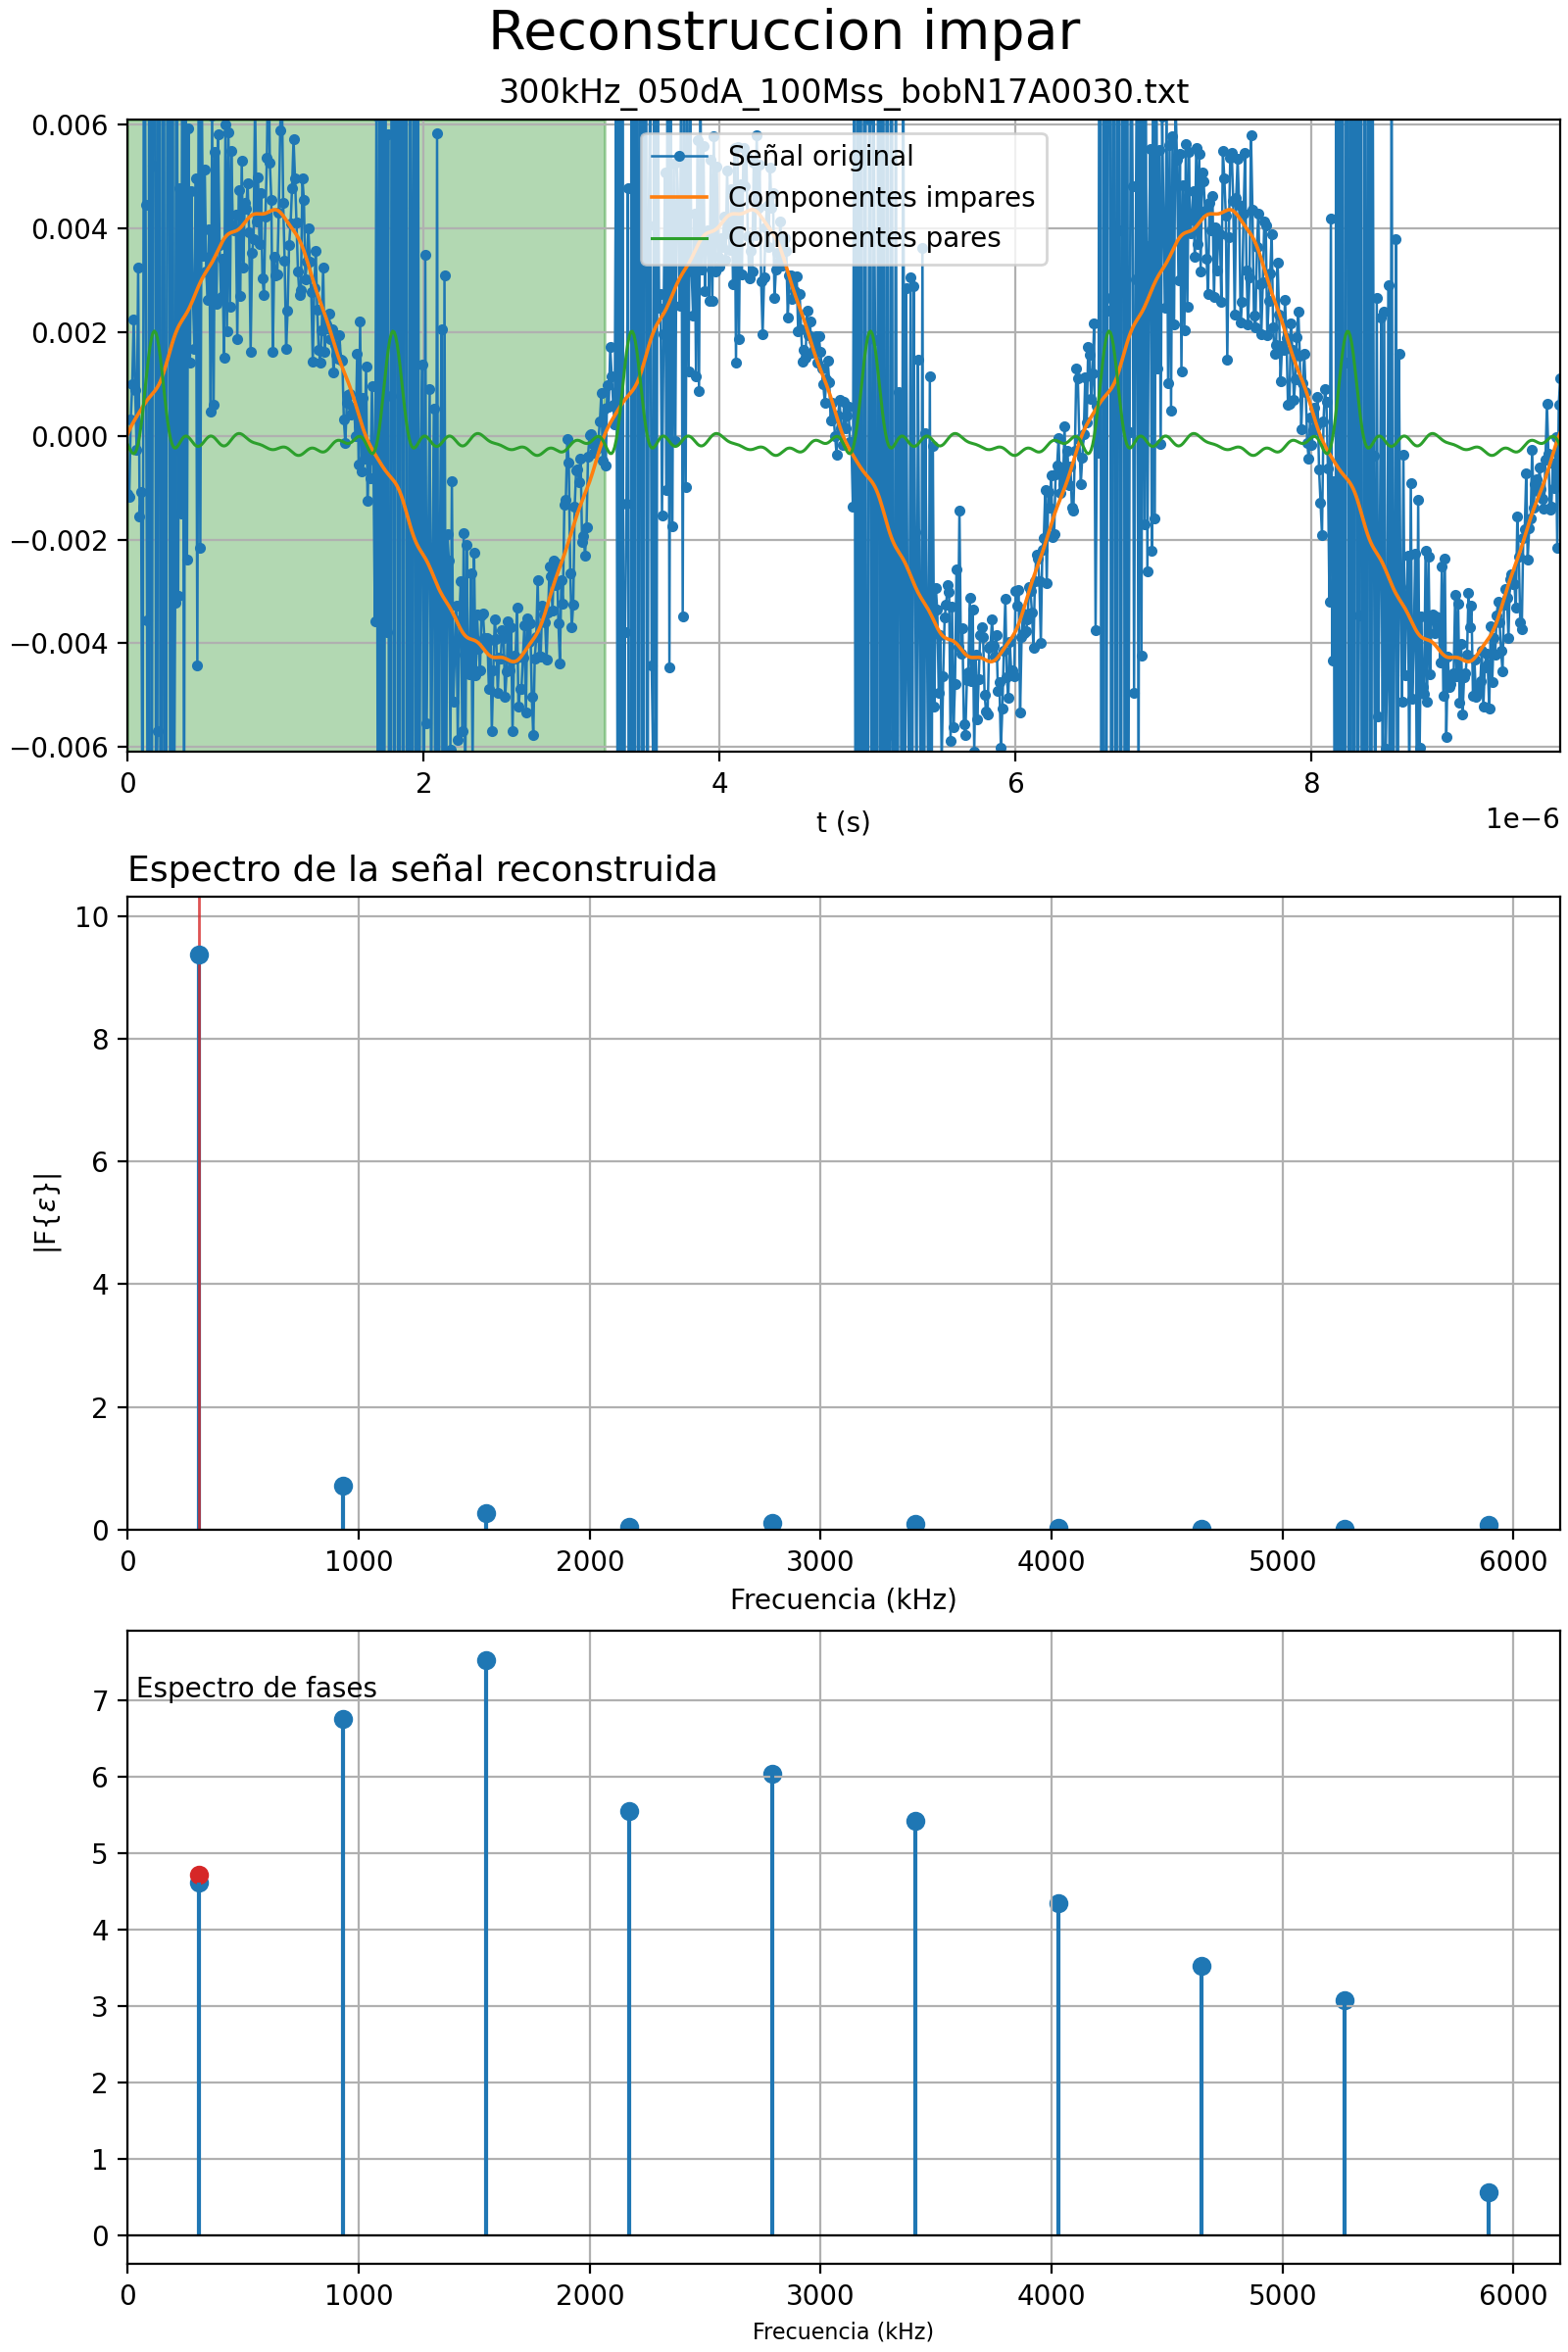 Reconstruccion impar
300kHz_050dA_100Mss_bobN17A0030.txt
0.006
0.004
0.002
0.000
−0.002
−0.004
−0.006
Señal original
Componentes impares
Componentes pares
0 2 4 6 8
1e−6
t (s)
Espectro de la señal reconstruida
10
8
6
4
2
0
|F{ε}|
0 1000 2000 3000 4000 5000 6000
Frecuencia (kHz)
Espectro de fases
7
6
5
4
3
2
1
0
0 1000 2000 3000 4000 5000 6000
Frecuencia (kHz)